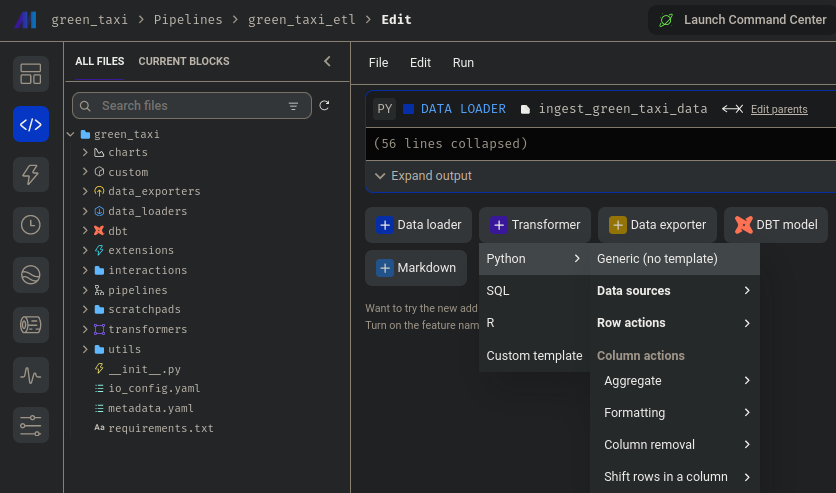 green_taxi > Pipelines > green_taxi_etl > Edit
Launch Command Center
ALL FILES CURRENT BLOCKS
Search files
green_taxi
charts
custom
data_exporters
data_loaders
dbt
extensions
interactions
pipelines
scratchpads
transformers
utils
__init__.py
io_config.yaml
metadata.yaml
Aa requirements.txt
File Edit Run
PY DATA LOADER ingest_green_taxi_data Edit parents
(56 lines collapsed)
Expand output
Data loader Transformer Data exporter DBT model
Markdown
Want to try the new add
Turn on the feature nam
Python
SQL
R
Custom template
Generic (no template)
Data sources
Row actions
Column actions
Aggregate
Formatting
Column removal
Shift rows in a column